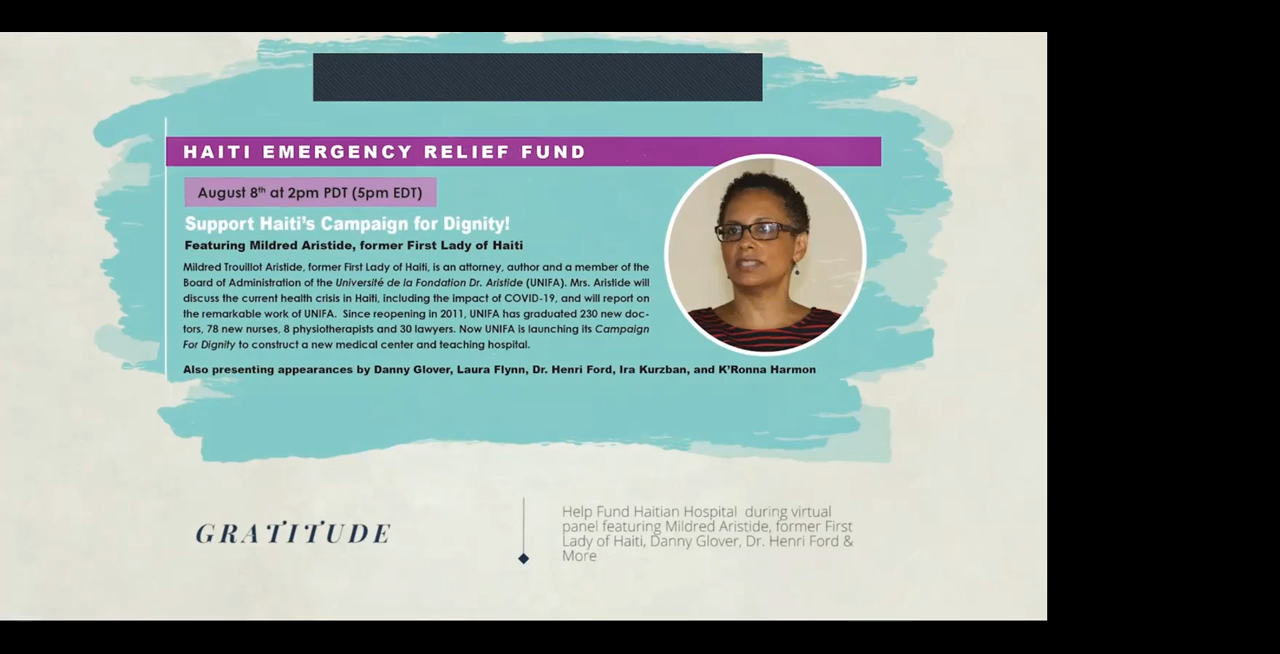 HAITI EMERGENCY RELIEF FUND
August 8th at 2pm PDT (5pm EDT)
Support Haiti's Campaign for Dignity!
Featuring Mildred Aristide, former First Lady of Haiti
Mildred Trouillot Aristide, former First Lady of Haiti, is an attorney, author and a member of the
Board of Administration of the Université de la Fondation Dr. Aristide (UNIFA). Mrs. Aristide will
discuss the current health crisis in Haiti, including the impact of COVID-19, and will report on
the remarkable work of UNIFA.  Since reopening in 2011, UNIFA has graduated 230 new doc-
tors, 78 new nurses, 8 physiotherapists and 30 lawyers. Now UNIFA is launching its Campaign
For Dignity to construct a new medical center and teaching hospital.
Also presenting appearances by Danny Glover, Laura Flynn, Dr. Henri Ford, Ira Kurzban, and K'Ronna Harmon
GRATITUDE
Help Fund Haitian Hospital  during virtual
panel featuring Mildred Aristide, former First
Lady of Haiti, Danny Glover, Dr. Henri Ford &
More